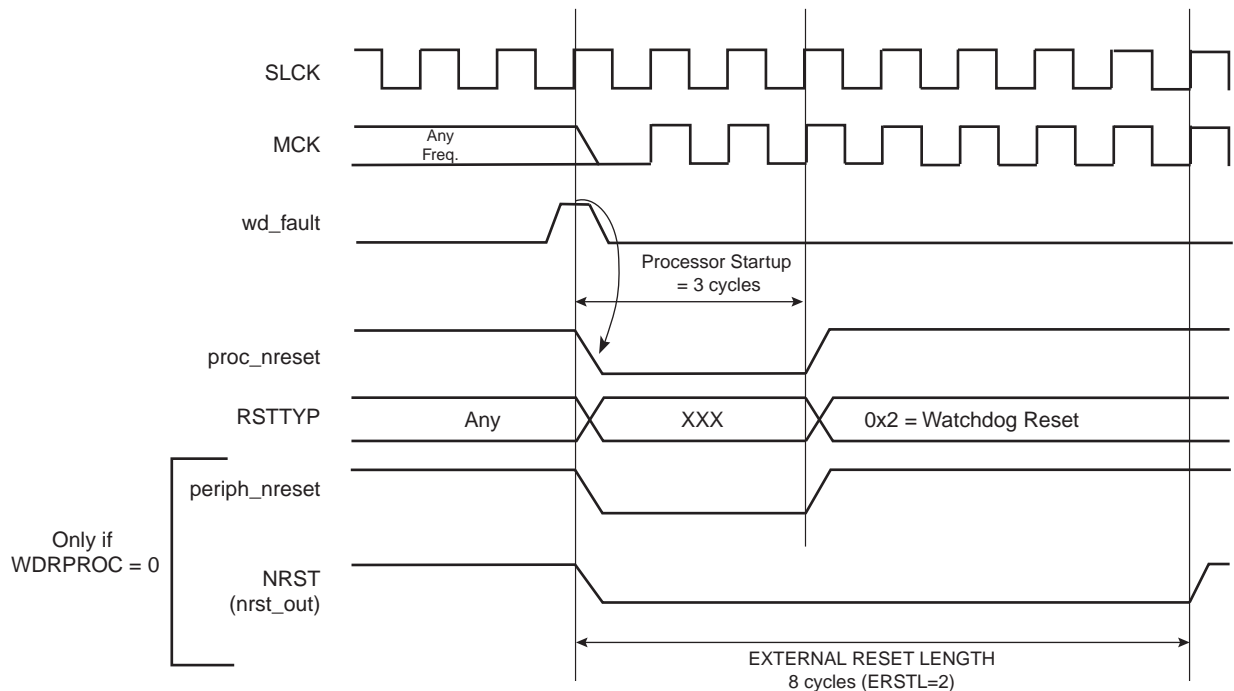 SLCK
MCK
Any
Freq.
wd_fault
Processor Startup
= 3 cycles
proc_nreset
RSTTYP
Any
XXX
0x2 = Watchdog Reset
periph_nreset
Only if
WDRPROC = 0
NRST
(nrst_out)
EXTERNAL RESET LENGTH
8 cycles (ERSTL=2)